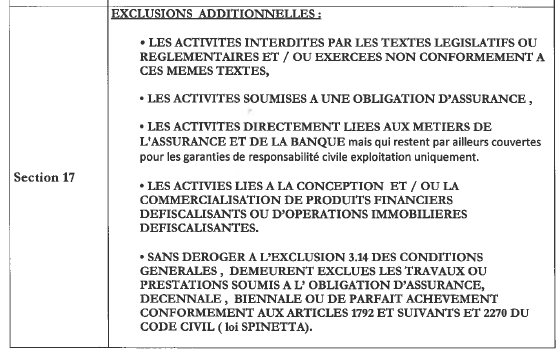 EXCLUSIONS ADDITIONNELLES :
• LES ACTIVITES INTERDITES PAR LES TEXTES LEGISLATIFS OU
REGLEMENTAIRES ET / OU EXERCEES NON CONFORMEMENT A
CES MEMES TEXTES,
• LES ACTIVITES SOUMISES A UNE OBLIGATION D'ASSURANCE ,
• LES ACTIVITES DIRECTEMENT LIEES AUX METIERS DE
L'ASSURANCE ET DE LA BANQUE mais qui restent par ailleurs couvertes
pour les garanties de responsabilité civile exploitation uniquement.
Section 17
• LES ACTIVIES LIES A LA CONCEPTION ET / OU LA
COMMERCIALISATION DE PRODUITS FINANCIERS
DEFISCALISANTS OU D'OPERATIONS IMMOBILIERES
DEFISCALISANTES.
• SANS DEROGER A L'EXCLUSION 3.14 DES CONDITIONS
GENERALES , DEMEURENT EXCLUES LES TRAVAUX OU
PRESTATIONS SOUMIS A L' OBLIGATION D'ASSURANCE,
DECENNALE , BIENNALE OU DE PARFAIT ACHEVEMENT
CONFORMEMENT AUX ARTICLES 1792 ET SUIVANTS ET 2270 DU
CODE CIVIL ( loi SPINETTA).